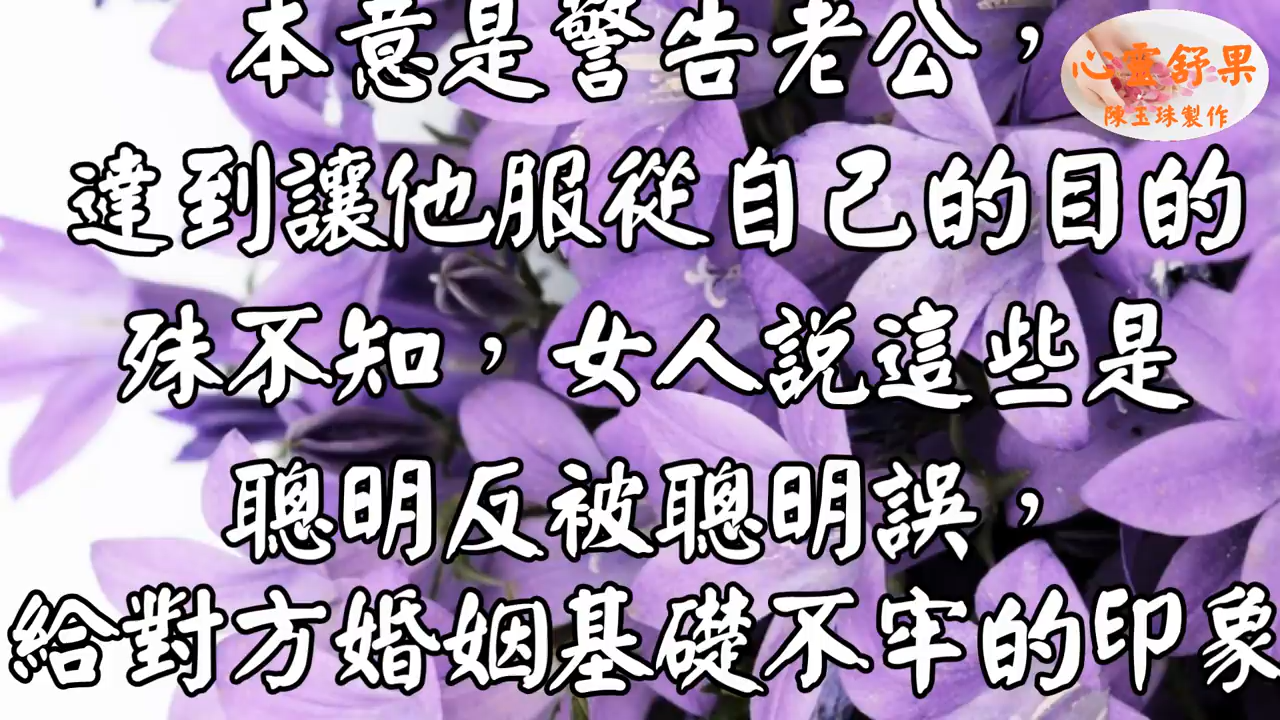 本意是警告老公，
達到讓他服從自己的目的
殊不知，女人説這些是
聰明反被聰明誤，
給對方婚姻基礎不牢的印象
心靈舒果
陳玉珠製作